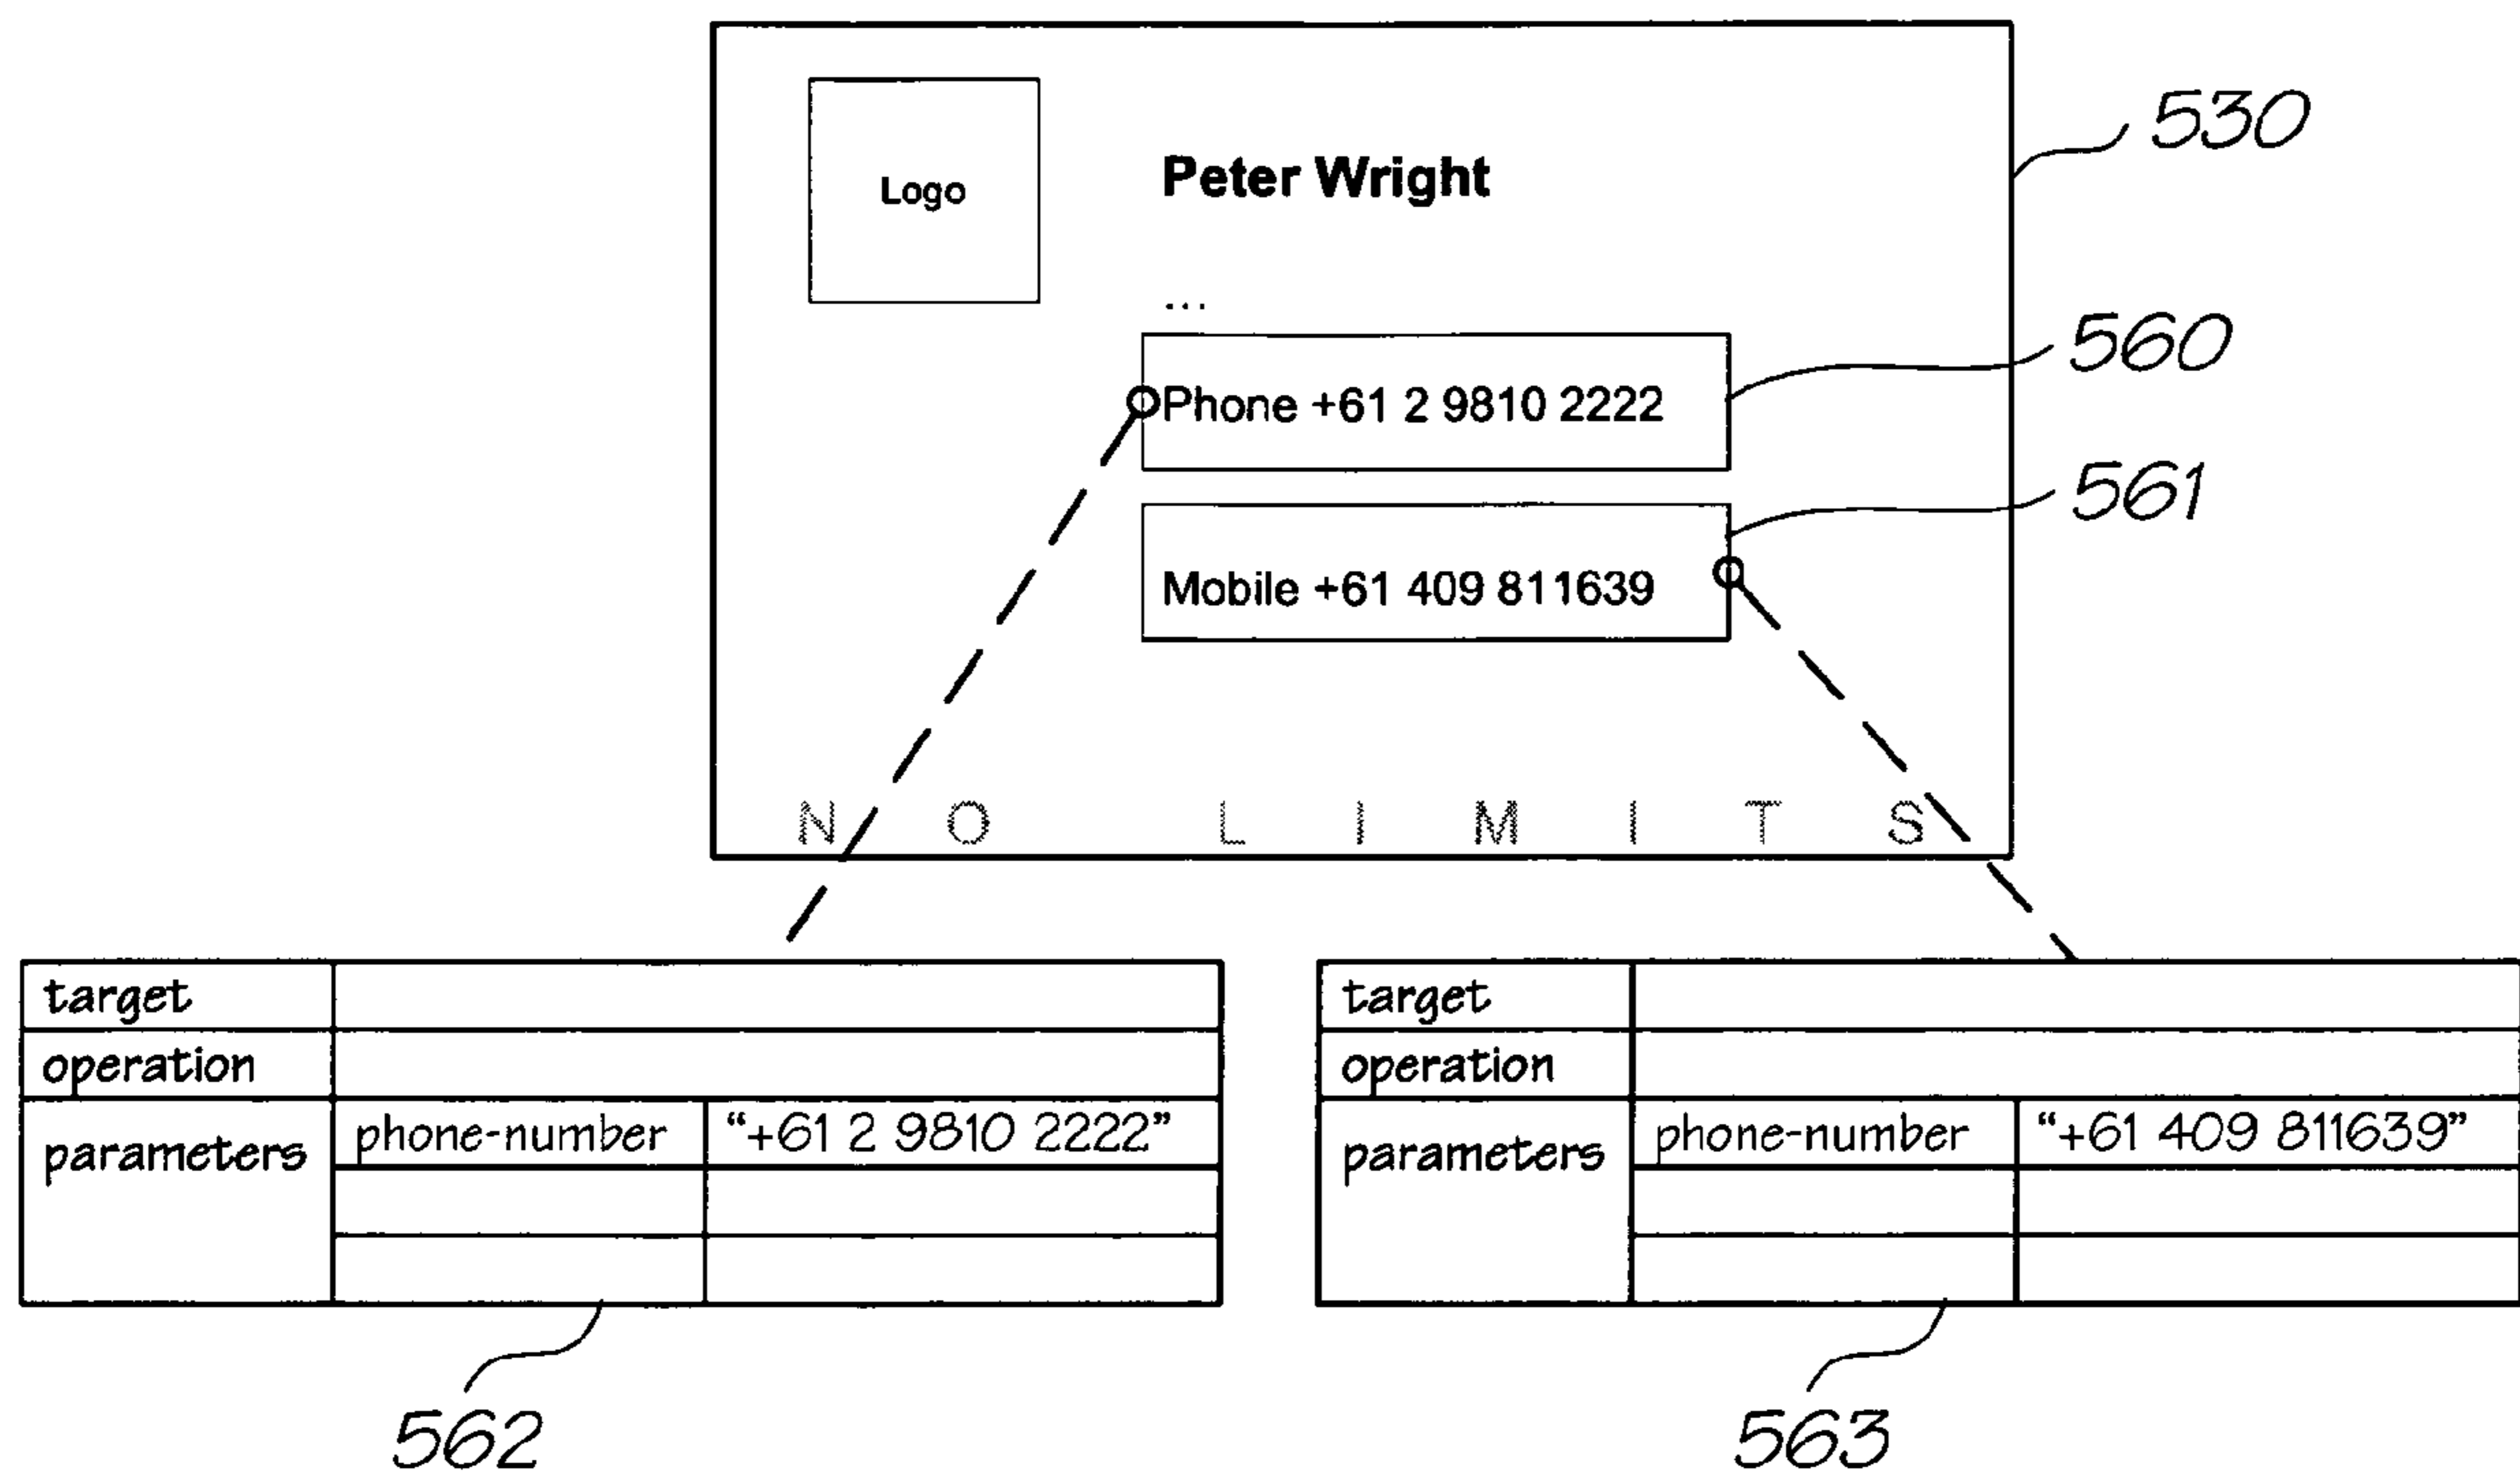 530
Logo
Peter Wright
...
560
Phone +61 2 9810 2222
561
Mobile +61 409 811639
N O L I M I T S
target
operation
parameters phone-number “+61 2 9810 2222”
562
target
operation
parameters phone-number “+61 409 811639”
563